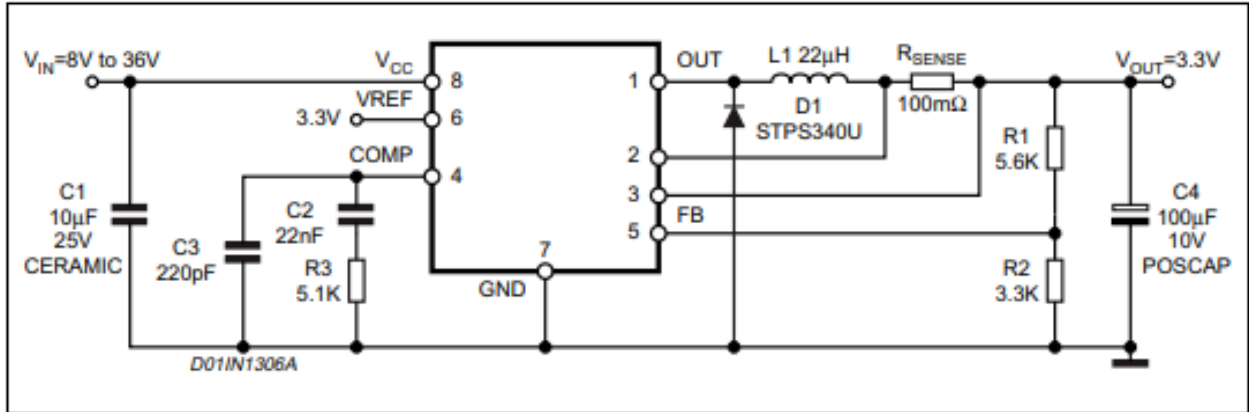 V_IN=8V to 36V
V_CC
8
VREF
3.3V
6
COMP
4
C1
10μF
25V
CERAMIC
C3
220pF
C2
22nF
R3
5.1K
D01IN1306A
7
GND
1
OUT
2
3
FB
5
L1 22μH
D1
STPS340U
R_SENSE
100mΩ
V_OUT=3.3V
R1
5.6K
R2
3.3K
C4
100μF
10V
POSCAP